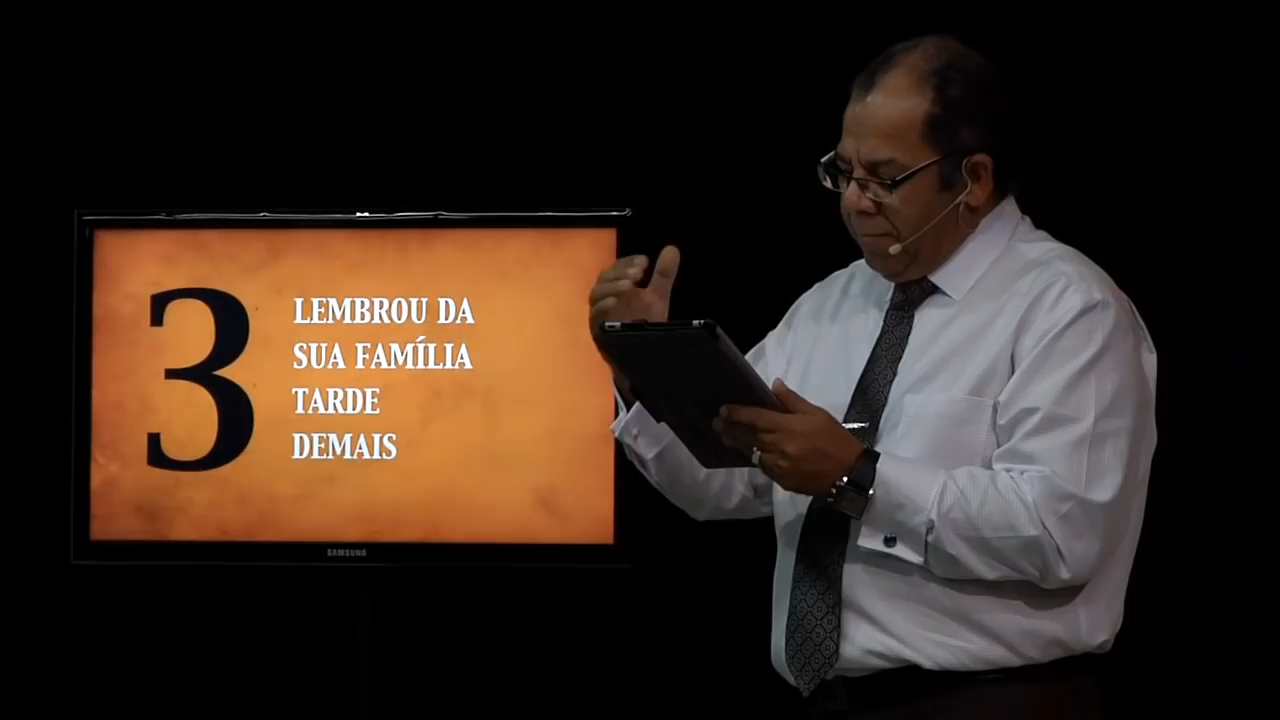 3
LEMBROU DA
SUA FAMÍLIA
TARDE
DEMAIS
SAMSUNG